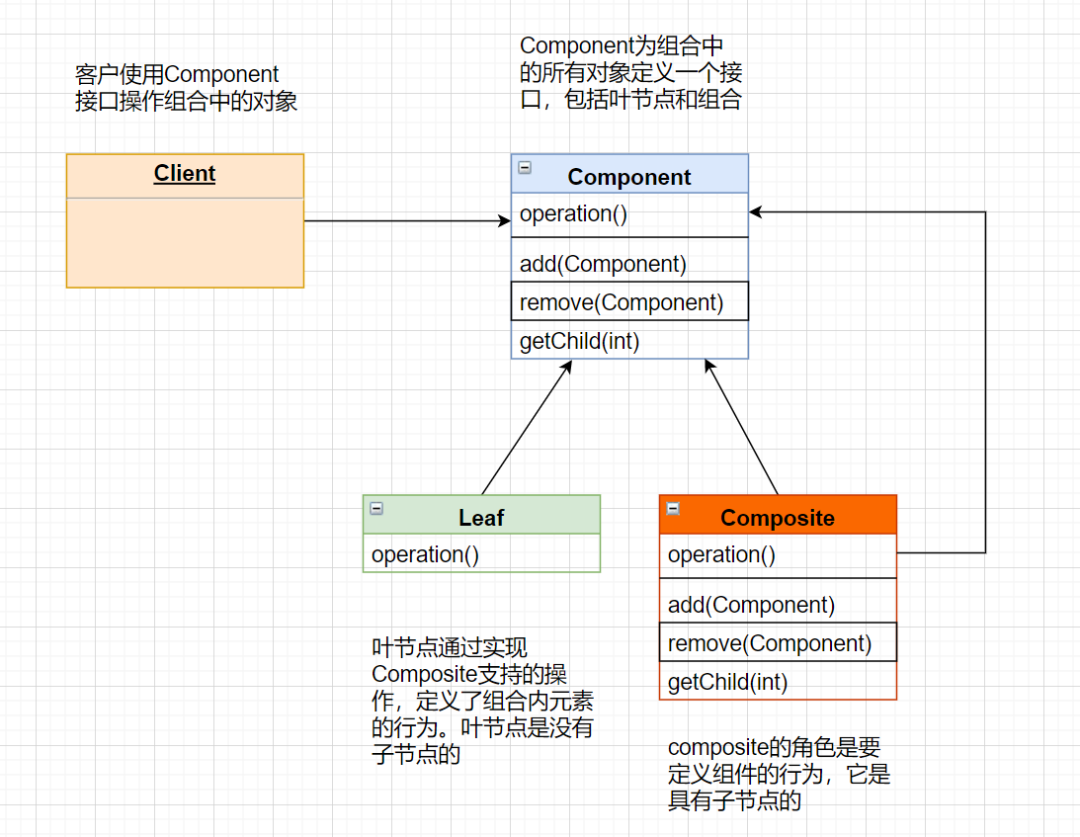 客户使用Component
接口操作组合中的对象
Component为组合中
的所有对象定义一个接
口，包括叶节点和组合
Client
Component
operation()
add(Component)
remove(Component)
getChild(int)
Leaf
operation()
Composite
operation()
add(Component)
remove(Component)
getChild(int)
叶节点通过实现
Composite支持的操
作，定义了组合内元素
的行为。叶节点是没有
子节点的
composite的角色是要
定义组件的行为，它是
具有子节点的